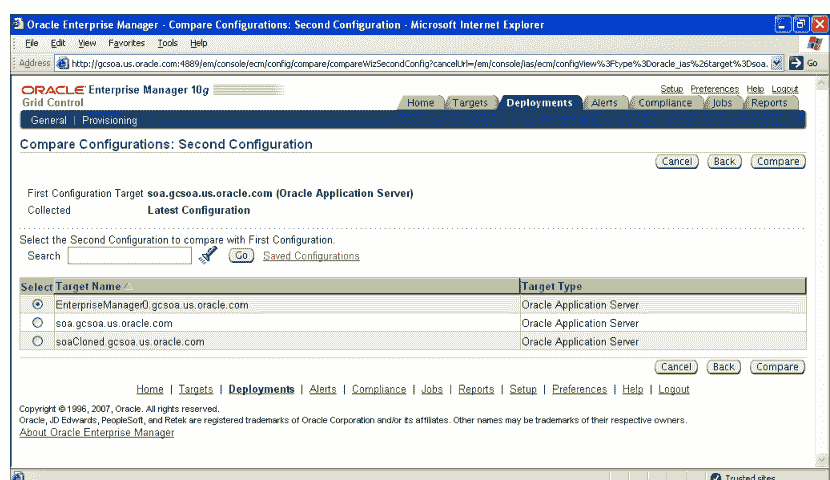 Oracle Enterprise Manager - Compare Configurations: Second Configuration - Microsoft Internet Explorer
File Edit View Favorites Tools Help
Address http://gcsoa.us.oracle.com:4889/em/console/ecm/config/compare/compareWizSecondConfig?cancelUrl=/em/console/ias/ecm/configView%3Ftype%3Doracle_ias%26target%3Dsoa. Go
ORACLE Enterprise Manager 10g
Setup Preferences Help Logout
Grid Control
Home Targets Deployments Alerts Compliance Jobs Reports
General | Provisioning
Compare Configurations: Second Configuration
Cancel Back Compare
First Configuration Target soa.gcsoa.us.oracle.com (Oracle Application Server)
Collected Latest Configuration
Select the Second Configuration to compare with First Configuration.
Search Go Saved Configurations
Select Target Name Target Type
EnterpriseManager0.gcsoa.us.oracle.com Oracle Application Server
soa.gcsoa.us.oracle.com Oracle Application Server
soaCloned.gcsoa.us.oracle.com Oracle Application Server
Cancel Back Compare
Home | Targets | Deployments | Alerts | Compliance | Jobs | Reports | Setup | Preferences | Help | Logout
Copyright © 1996, 2007, Oracle. All rights reserved.
Oracle, JD Edwards, PeopleSoft, and Retek are registered trademarks of Oracle Corporation and/or its affiliates. Other names may be trademarks of their respective owners.
About Oracle Enterprise Manager
Trusted sites